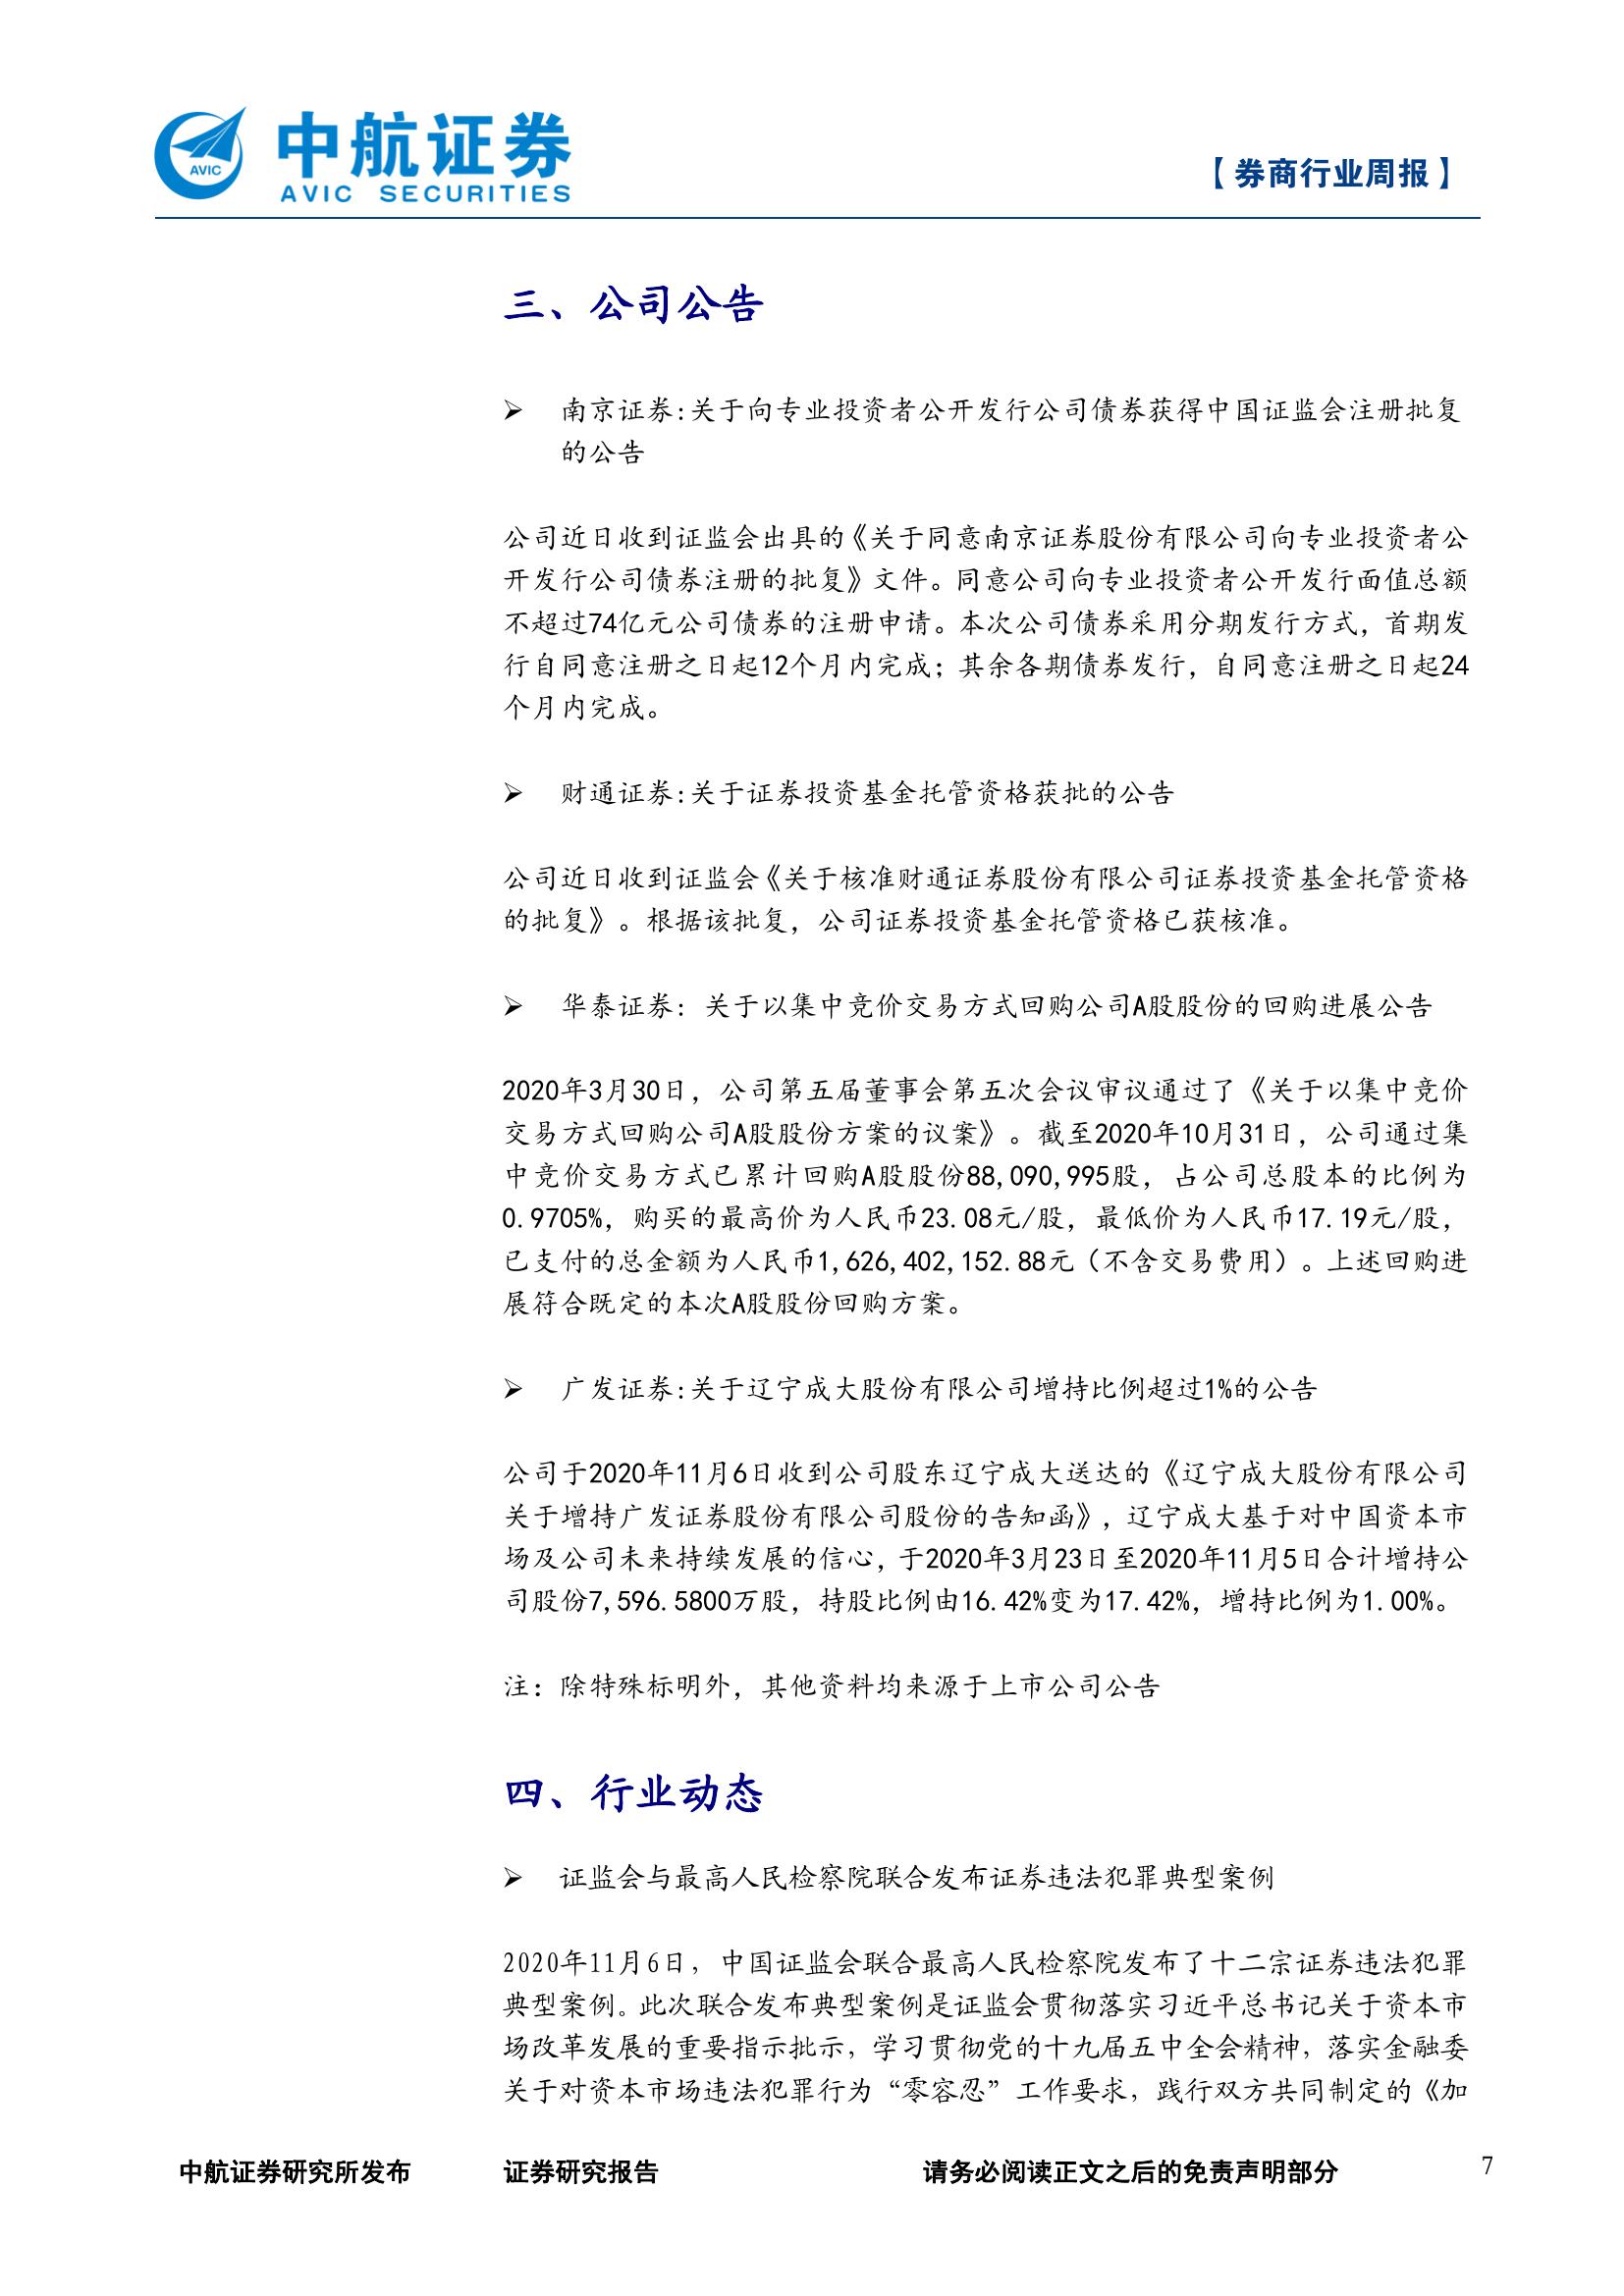 中航证券
AVIC
AVIC SECURITIES
【券商行业周报】
三、公司公告
➢ 南京证券:关于向专业投资者公开发行公司债券获得中国证监会注册批复
的公告
公司近日收到证监会出具的《关于同意南京证券股份有限公司向专业投资者公
开发行公司债券注册的批复》文件。同意公司向专业投资者公开发行面值总额
不超过74亿元公司债券的注册申请。本次公司债券采用分期发行方式，首期发
行自同意注册之日起12个月内完成；其余各期债券发行，自同意注册之日起24
个月内完成。
➢ 财通证券:关于证券投资基金托管资格获批的公告
公司近日收到证监会《关于核准财通证券股份有限公司证券投资基金托管资格
的批复》。根据该批复，公司证券投资基金托管资格已获核准。
➢ 华泰证券：关于以集中竞价交易方式回购公司A股股份的回购进展公告
2020年3月30日，公司第五届董事会第五次会议审议通过了《关于以集中竞价
交易方式回购公司A股股份方案的议案》。截至2020年10月31日，公司通过集
中竞价交易方式已累计回购A股股份88,090,995股，占公司总股本的比例为
0.9705%，购买的最高价为人民币23.08元/股，最低价为人民币17.19元/股，
已支付的总金额为人民币1,626,402,152.88元（不含交易费用）。上述回购进
展符合既定的本次A股股份回购方案。
➢ 广发证券:关于辽宁成大股份有限公司增持比例超过1%的公告
公司于2020年11月6日收到公司股东辽宁成大送达的《辽宁成大股份有限公司
关于增持广发证券股份有限公司股份的告知函》，辽宁成大基于对中国资本市
场及公司未来持续发展的信心，于2020年3月23日至2020年11月5日合计增持公
司股份7,596.5800万股，持股比例由16.42%变为17.42%，增持比例为1.00%。
注：除特殊标明外，其他资料均来源于上市公司公告
四、行业动态
➢ 证监会与最高人民检察院联合发布证券违法犯罪典型案例
2020年11月6日，中国证监会联合最高人民检察院发布了十二宗证券违法犯罪
典型案例。此次联合发布典型案例是证监会贯彻落实习近平总书记关于资本市
场改革发展的重要指示批示，学习贯彻党的十九届五中全会精神，落实金融委
关于对资本市场违法犯罪行为“零容忍”工作要求，践行双方共同制定的《加
中航证券研究所发布 证券研究报告 请务必阅读正文之后的免责声明部分 7